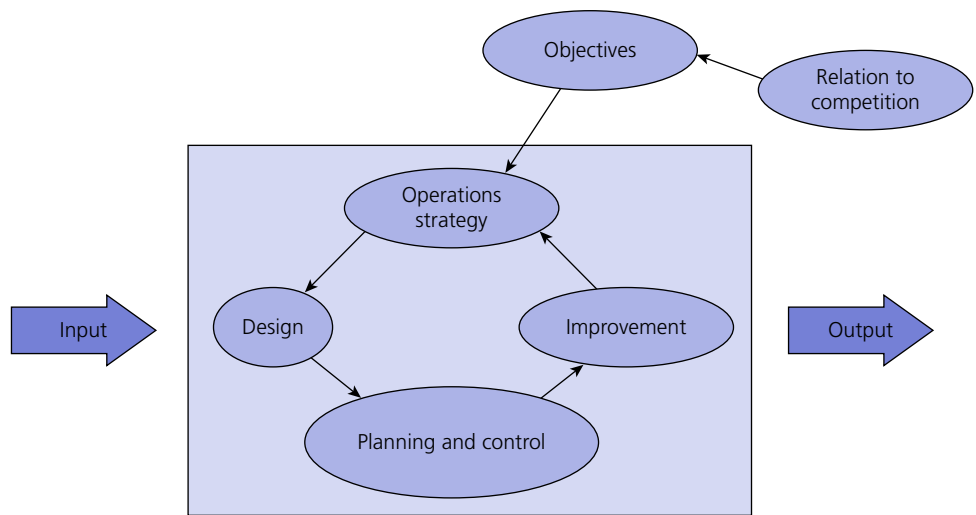 Objectives
Relation to
competition
Operations
strategy
Input
Design
Improvement
Output
Planning and control